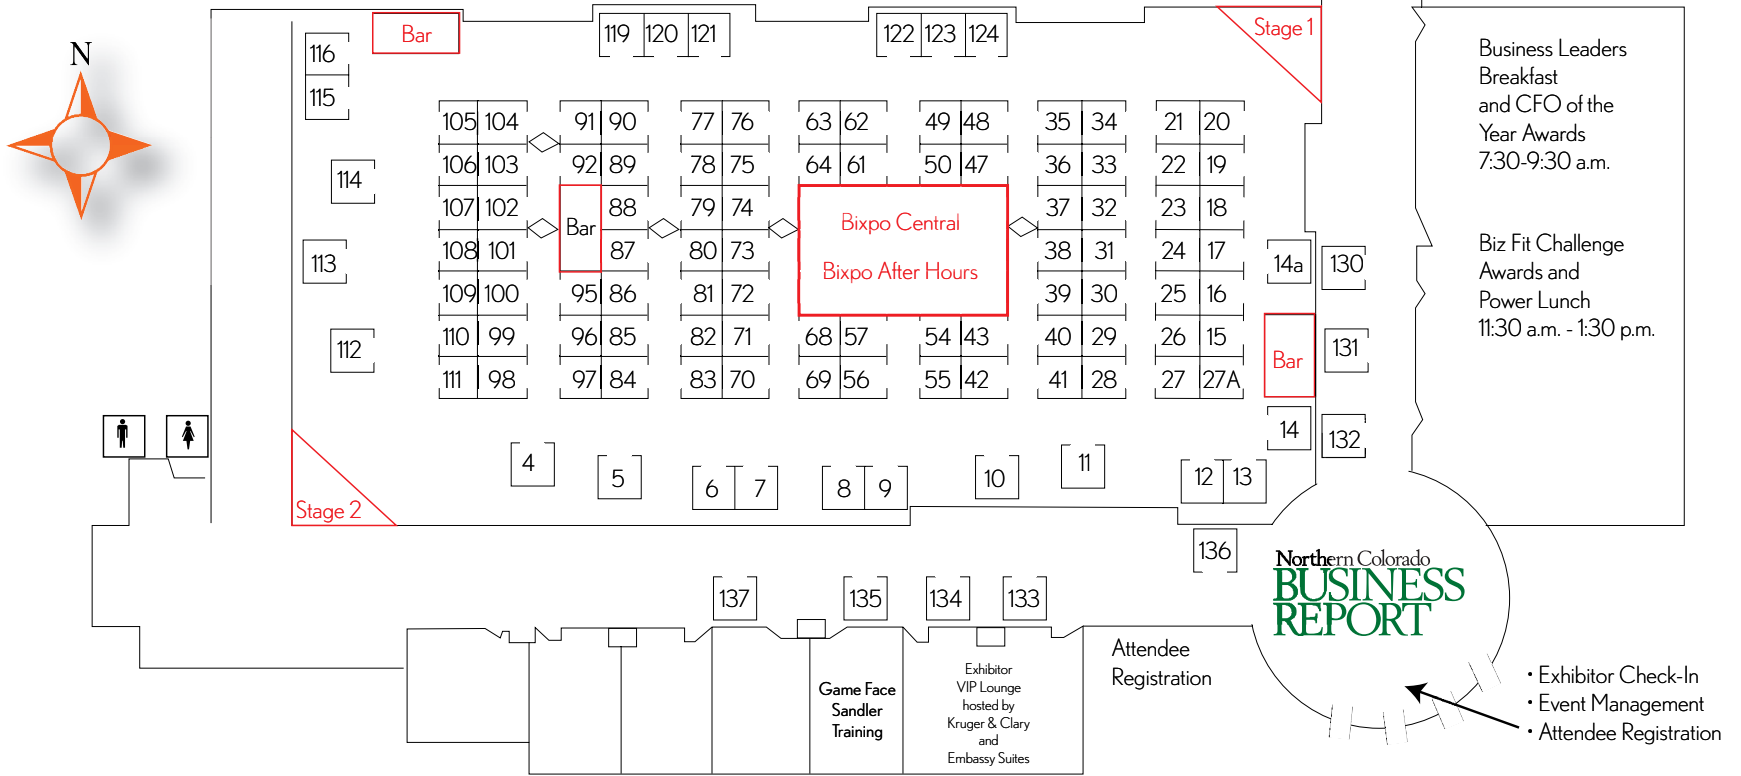 N
Bar
119 120 121
122 123 124
Stage 1
116
115
114
113
112
105 104 91 90 77 76 63 62 49 48 35 34 21 20
106 103 92 89 78 75 64 61 50 47 36 33 22 19
107 102 88 79 74 37 32 23 18
Bar
108 101 87 80 73 38 31 24 17
Bixpo Central
Bixpo After Hours
109 100 95 86 81 72 39 30 25 16
110 99 96 85 82 71 68 57 54 43 40 29 26 15
111 98 97 84 83 70 69 56 55 42 41 28 27 27A
14a 130
Bar
131
14 132
4 5 6 7 8 9 10 11 12 13
Stage 2
136
137 135 134 133
Business Leaders
Breakfast
and CFO of the
Year Awards
7:30-9:30 a.m.
Biz Fit Challenge
Awards and
Power Lunch
11:30 a.m. - 1:30 p.m.
Northern Colorado
BUSINESS
REPORT
Game Face
Sandler
Training
Exhibitor
VIP Lounge
hosted by
Kruger & Clary
and
Embassy Suites
Attendee
Registration
• Exhibitor Check-In
• Event Management
• Attendee Registration